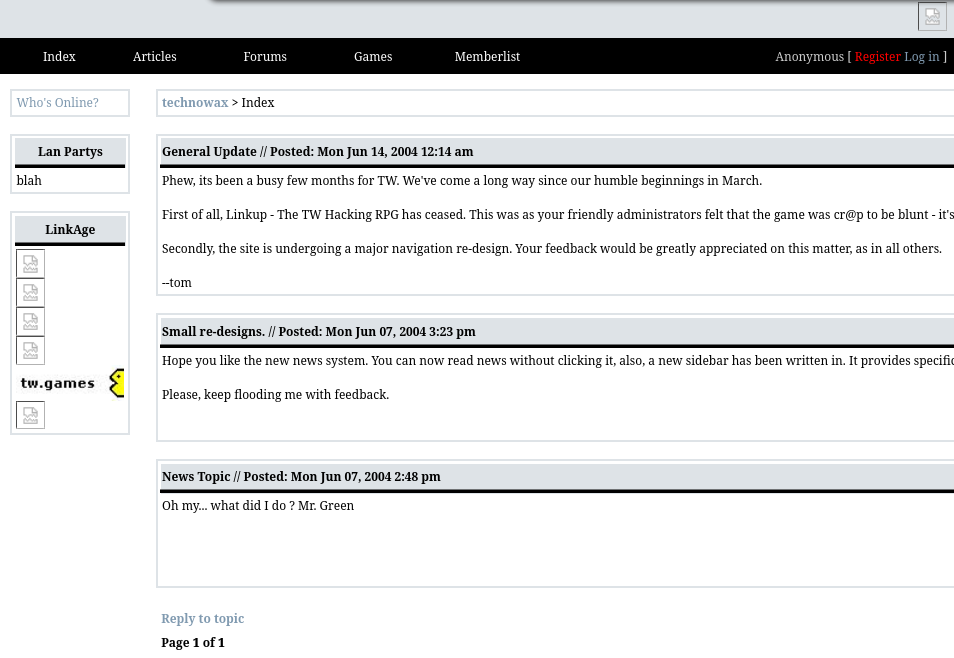 Index Articles Forums Games Memberlist Anonymous [ Register Log in ]
Who's Online?
technowax > Index
Lan Partys
blah
LinkAge
tw.games
General Update // Posted: Mon Jun 14, 2004 12:14 am
Phew, its been a busy few months for TW. We've come a long way since our humble beginnings in March.
First of all, Linkup - The TW Hacking RPG has ceased. This was as your friendly administrators felt that the game was cr@p to be blunt - it's
Secondly, the site is undergoing a major navigation re-design. Your feedback would be greatly appreciated on this matter, as in all others.
--tom
Small re-designs. // Posted: Mon Jun 07, 2004 3:23 pm
Hope you like the new news system. You can now read news without clicking it, also, a new sidebar has been written in. It provides
Please, keep flooding me with feedback.
News Topic // Posted: Mon Jun 07, 2004 2:48 pm
Oh my... what did I do ? Mr. Green
Reply to topic
Page 1 of 1